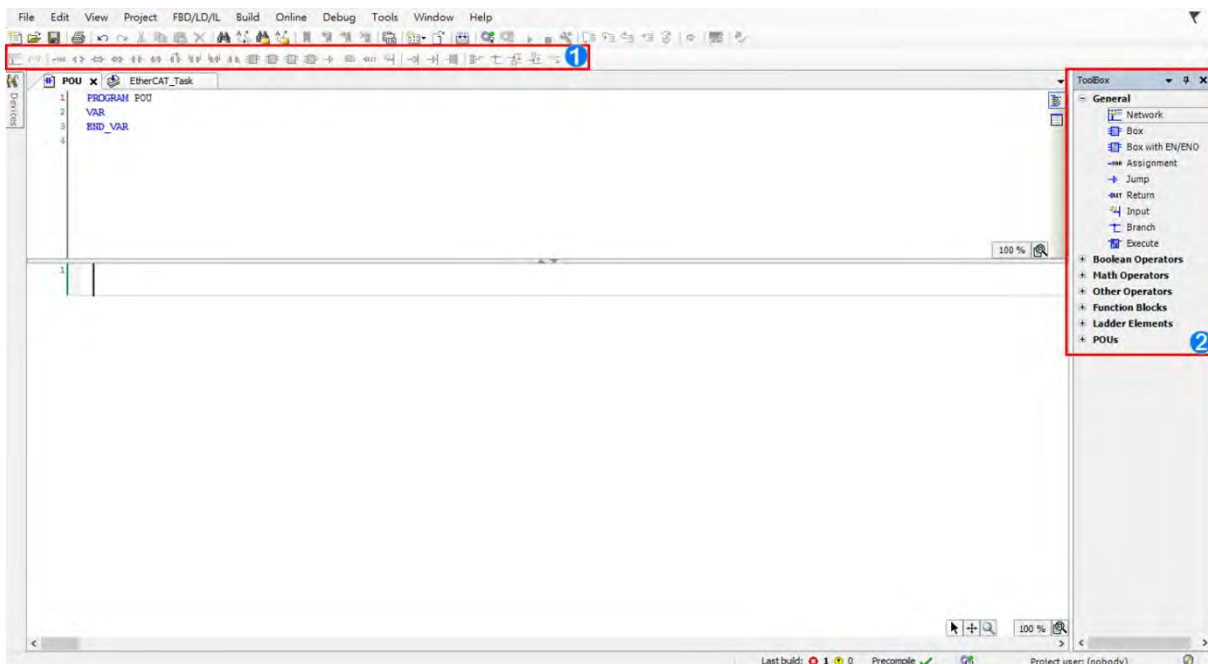 File Edit View Project FBD/LD/IL Build Online Debug Tools Window Help
1
POU EtherCAT_Task
Devices
1 PROGRAM POU
2 VAR
3 END_VAR
4
100 %
1
100 %
ToolBox
General
Network
Box
Box with EN/ENO
Assignment
Jump
Return
Input
Branch
Execute
Boolean Operators
Math Operators
Other Operators
Function Blocks
Ladder Elements
POUs
2
Last build: 1 0 Precompile Project user: (nobody)